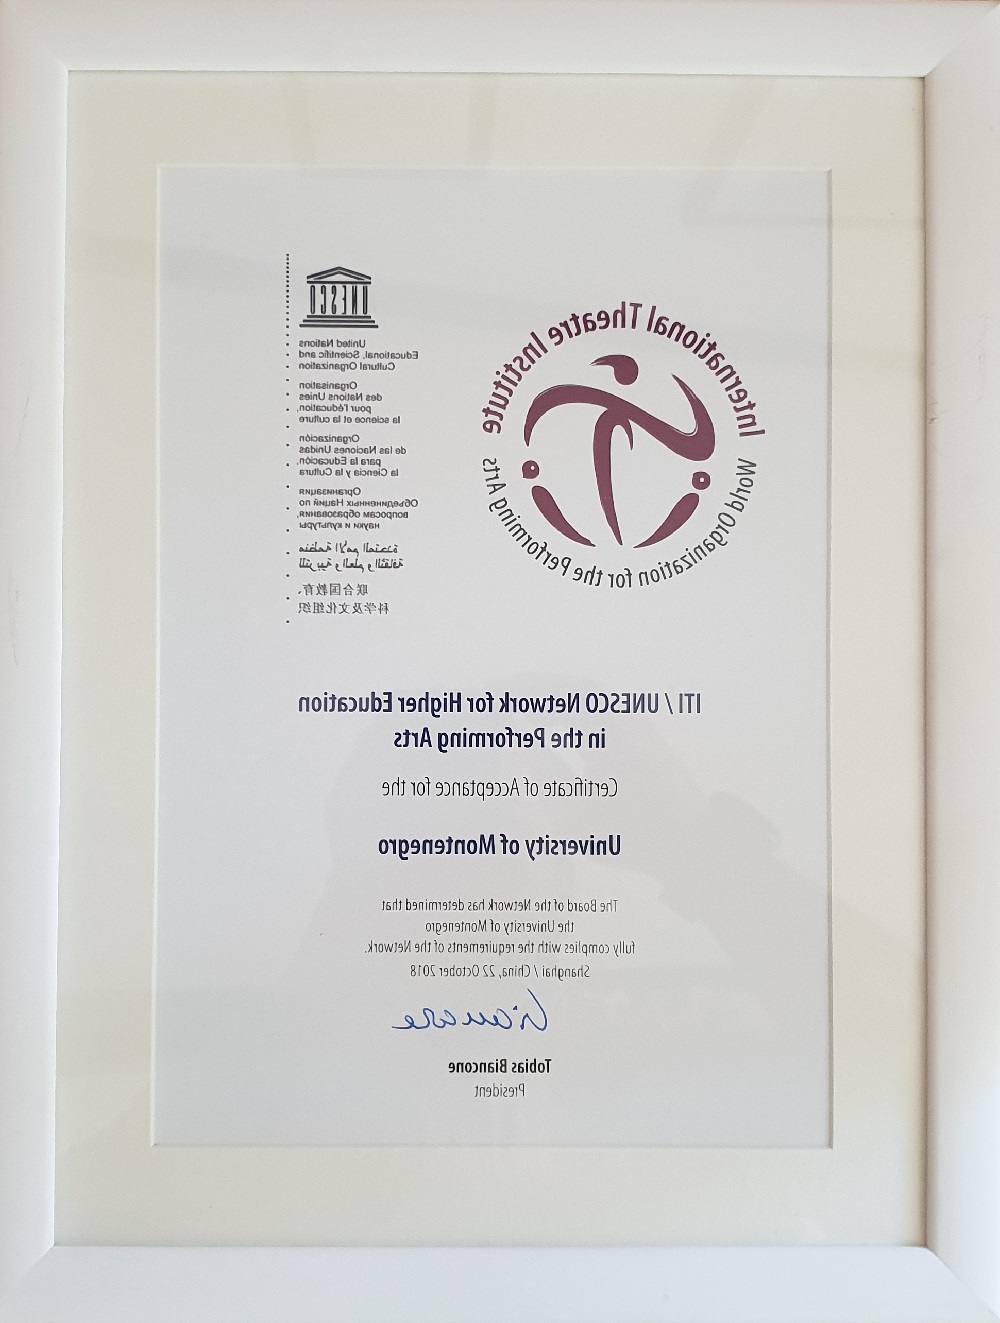 International Theatre Institute
World Organization for the Performing Arts
UNESCO
United Nations
Educational, Scientific and
Cultural Organization
Organisation
des Nations Unies
pour l'éducation,
la science et la culture
Organización
de las Naciones Unidas
para la Educación,
la Ciencia y la Cultura
Организация
Объединенных Наций по
вопросам образования,
науки и культуры
منظمة الأمم المتحدة
للتربية والعلم والثقافة
联合国教育、
科学及文化组织
ITI / UNESCO Network for Higher Education
in the Performing Arts
Certificate of Acceptance for the
University of Montenegro
The Board of the Network has determined that
the University of Montenegro
fully complies with the requirements of the Network.
Shanghai / China, 22 October 2018
Tobias Biancone
President